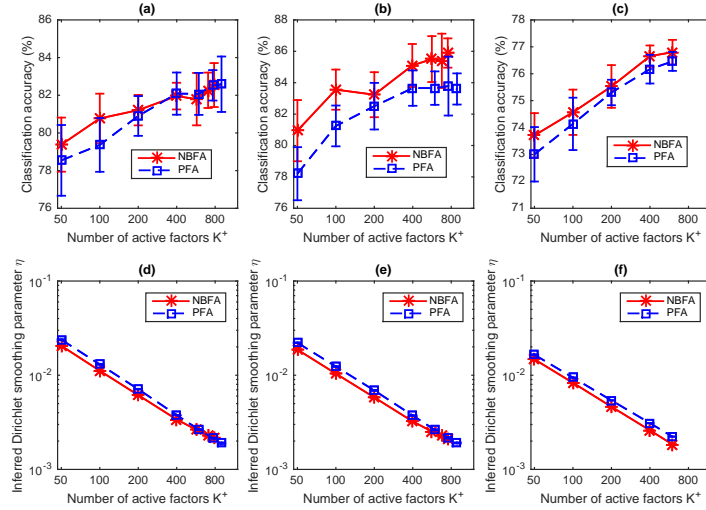 (a)
Classification accuracy (%)
86
84
82
80
78
76
NBFA
PFA
50 100 200 400 800
Number of active factors K+
(b)
Classification accuracy (%)
88
86
84
82
80
78
76
NBFA
PFA
50 100 200 400 800
Number of active factors K+
(c)
Classification accuracy (%)
78
77
76
75
74
73
72
71
NBFA
PFA
50 100 200 400 800
Number of active factors K+
(d)
Inferred Dirichlet smoothing parameter η
10-1
10-2
10-3
NBFA
PFA
50 100 200 400 800
Number of active factors K+
(e)
Inferred Dirichlet smoothing parameter η
10-1
10-2
10-3
NBFA
PFA
50 100 200 400 800
Number of active factors K+
(f)
Inferred Dirichlet smoothing parameter η
10-1
10-2
10-3
NBFA
PFA
50 100 200 400 800
Number of active factors K+